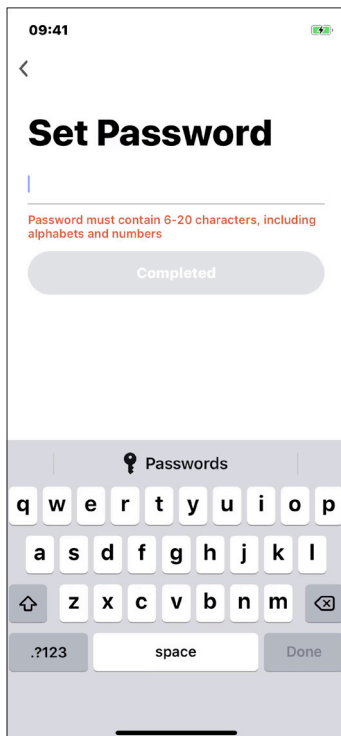 09:41
Set Password
Password must contain 6-20 characters, including
alphabets and numbers
Completed
Passwords
q w e r t y u i o p
a s d f g h j k l
z x c v b n m
.?123 space Done